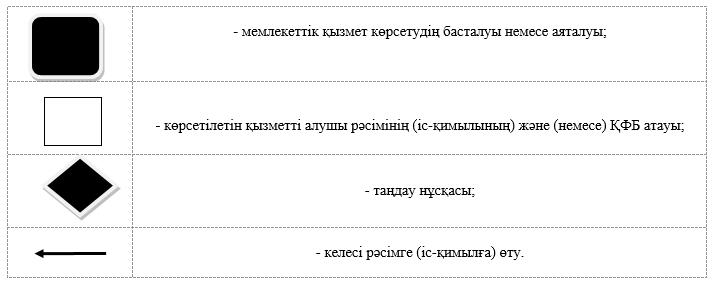 - мемлекеттік қызмет көрсетудің басталуы немесе аяталуы;
- көрсетілетін қызметті алушы рәсімінің (іс-қимылының) және (немесе) ҚФБ атауы;
- таңдау нұсқасы;
- келесі рәсімге (іс-қимылға) өту.